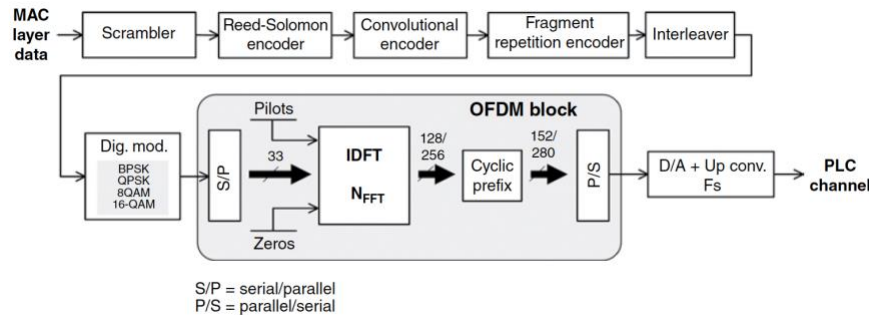 MAC
layer
data
Scrambler
Reed-Solomon
encoder
Convolutional
encoder
Fragment
repetition encoder
Interleaver
Dig. mod.
BPSK
QPSK
8QAM
16-QAM
OFDM block
S/P
Pilots
33
Zeros
IDFT
N_FFT
128/
256
Cyclic
prefix
152/
280
P/S
D/A + Up conv.
Fs
PLC
channel
S/P = serial/parallel
P/S = parallel/serial